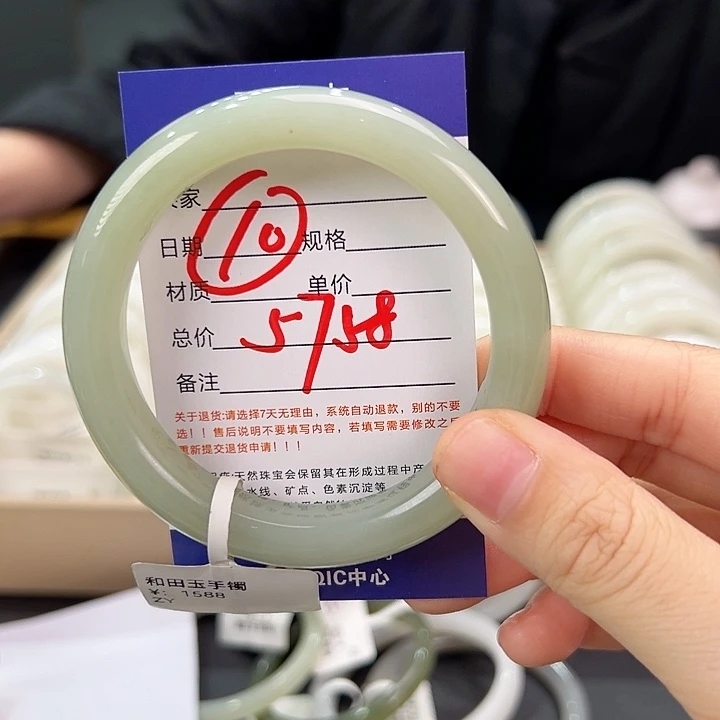 家
日期 10 规格
材质 单价
总价 5758
备注
关于退货:请选择7天无理由，系统自动退款，别的不要
选！！售后说明不要填写内容，若填写需要修改之后
重新提交退货申请！！！
天然珠宝会保留其在形成过程中产
水线、矿点、色素沉淀等
QIC中心
和田玉手镯
¥: 1588
ZY